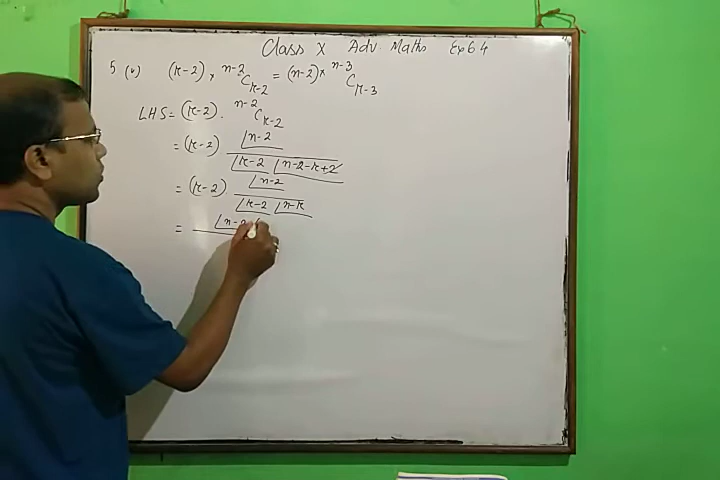 Class X Adv. Maths Ex 6.4
5 (v) (r-2) × ⁿ⁻²C_{r-2} = (n-2) × ⁿ⁻³C_{r-3}
LHS = (r-2) · ⁿ⁻²C_{r-2}
= (r-2) ∠n-2 / ∠r-2 ∠n-2-r+2
= (r-2) · ∠n-2 / ∠r-2 ∠n-r
= ∠n-